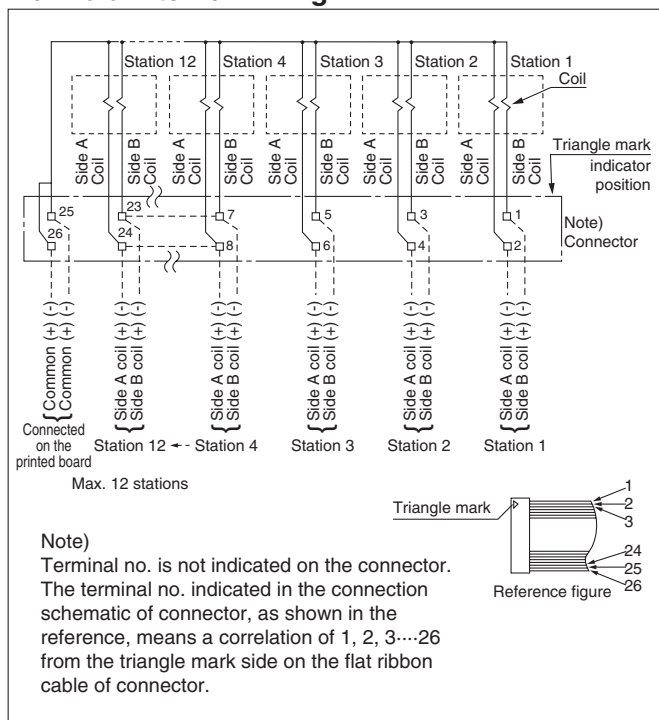 Station 12 Station 4 Station 3 Station 2 Station 1
Coil
Side A Coil
Side B Coil
Side A Coil
Side B Coil
Side A Coil
Side B Coil
Side A Coil
Side B Coil
Side A Coil
Side B Coil
Triangle mark
indicator
position
25 23 7 5 3 1
26 24 8 6 4 2
Note)
Connector
Common (+) (-)
Common (+) (-)
Side A coil (+) (-)
Side B coil (+) (-)
Side A coil (+) (-)
Side B coil (+) (-)
Side A coil (+) (-)
Side B coil (+) (-)
Side A coil (+) (-)
Side B coil (+) (-)
Side A coil (+) (-)
Side B coil (+) (-)
Connected
on the
printed board
Station 12 Station 4 Station 3 Station 2 Station 1
Max. 12 stations
Triangle mark
1
2
3
24
25
26
Reference figure
Note)
Terminal no. is not indicated on the connector.
The terminal no. indicated in the connection
schematic of connector, as shown in the
reference, means a correlation of 1, 2, 3····26
from the triangle mark side on the flat ribbon
cable of connector.